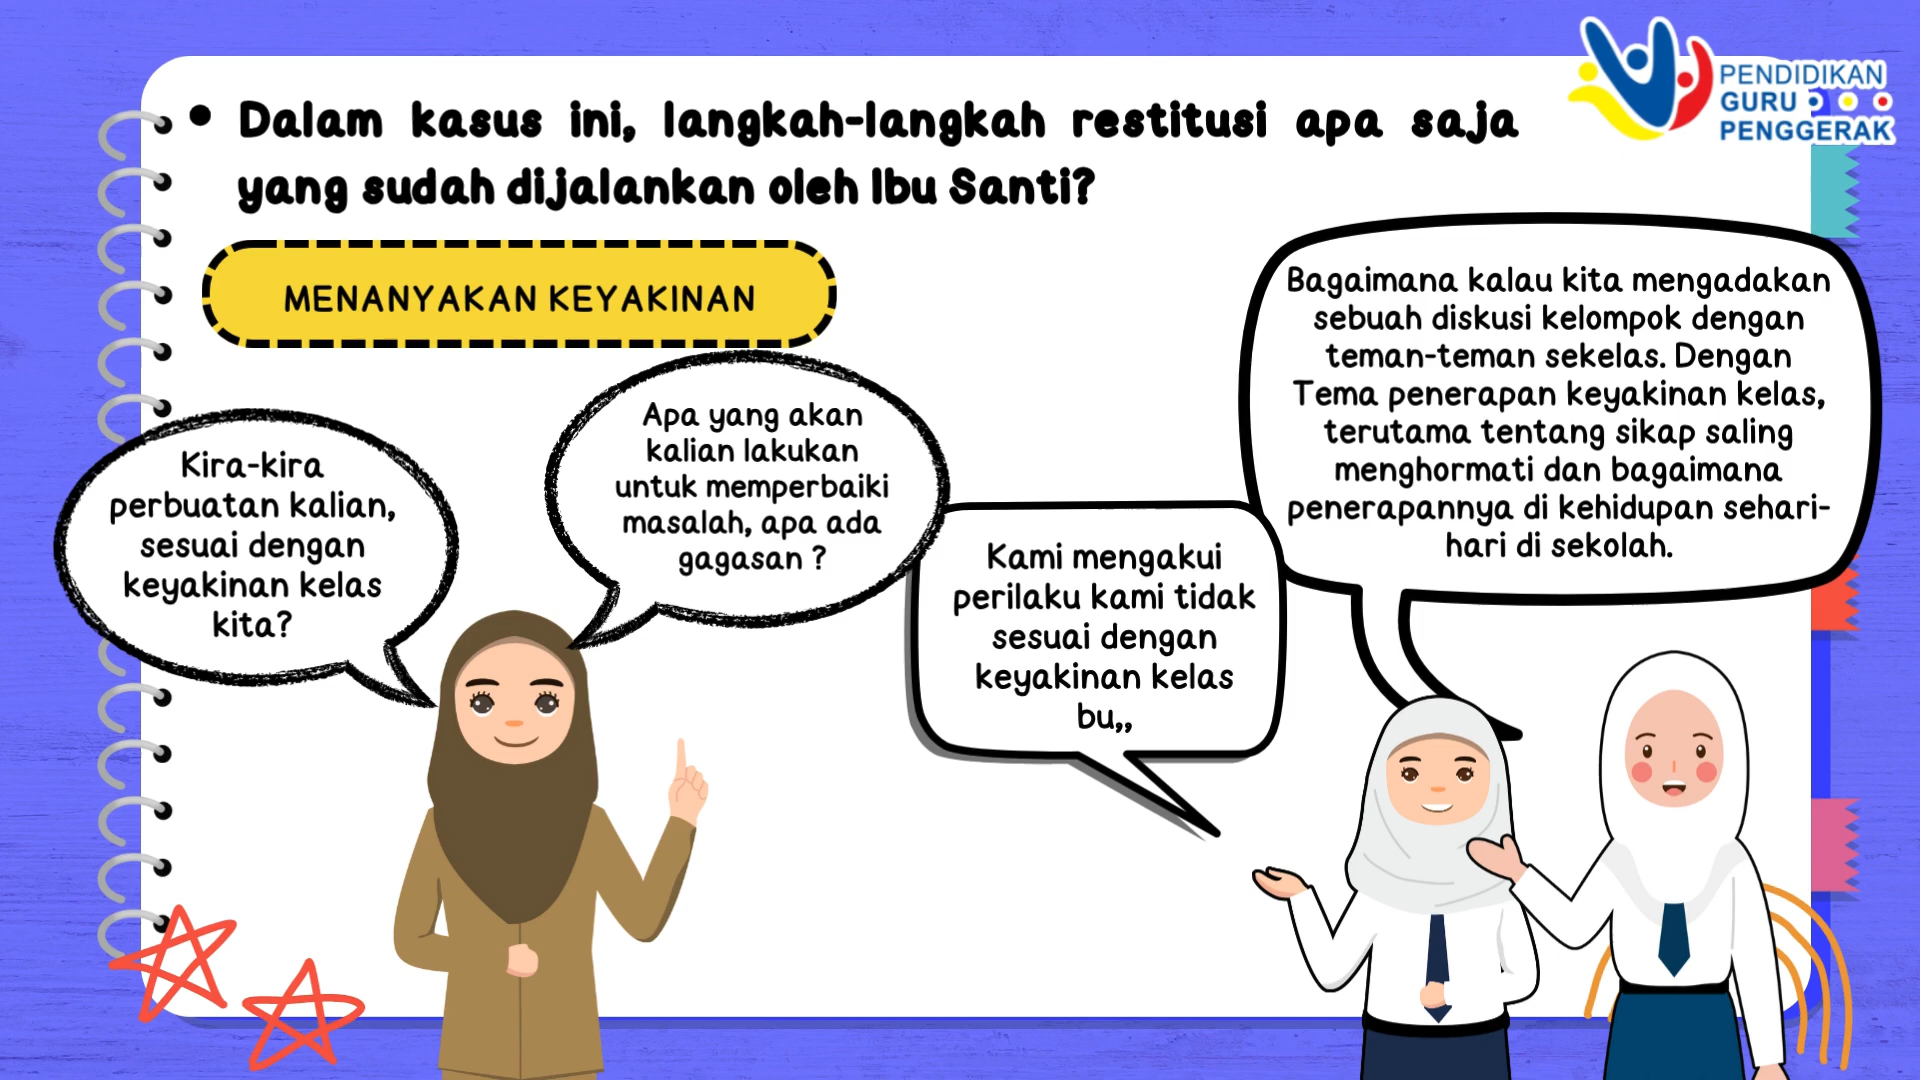 PENDIDIKAN
GURU
PENGGERAK
• Dalam kasus ini, langkah-langkah restitusi apa saja
yang sudah dijalankan oleh Ibu Santi?
MENANYAKAN KEYAKINAN
Kira-kira
perbuatan kalian,
sesuai dengan
keyakinan kelas
kita?
Apa yang akan
kalian lakukan
untuk memperbaiki
masalah, apa ada
gagasan ?
Kami mengakui
perilaku kami tidak
sesuai dengan
keyakinan kelas
bu,,
Bagaimana kalau kita mengadakan
sebuah diskusi kelompok dengan
teman-teman sekelas. Dengan
Tema penerapan keyakinan kelas,
terutama tentang sikap saling
menghormati dan bagaimana
penerapannya di kehidupan sehari-
hari di sekolah.